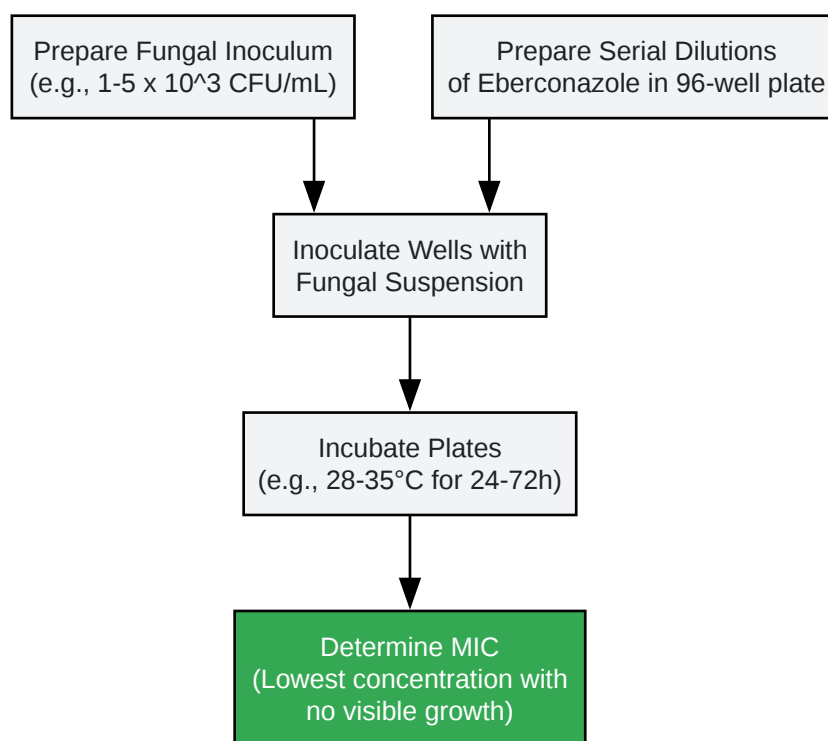 Prepare Fungal Inoculum
(e.g., 1-5 x 10^3 CFU/mL)
Prepare Serial Dilutions
of Eberconazole in 96-well plate
Inoculate Wells with
Fungal Suspension
Incubate Plates
(e.g., 28-35°C for 24-72h)
Determine MIC
(Lowest concentration with
no visible growth)